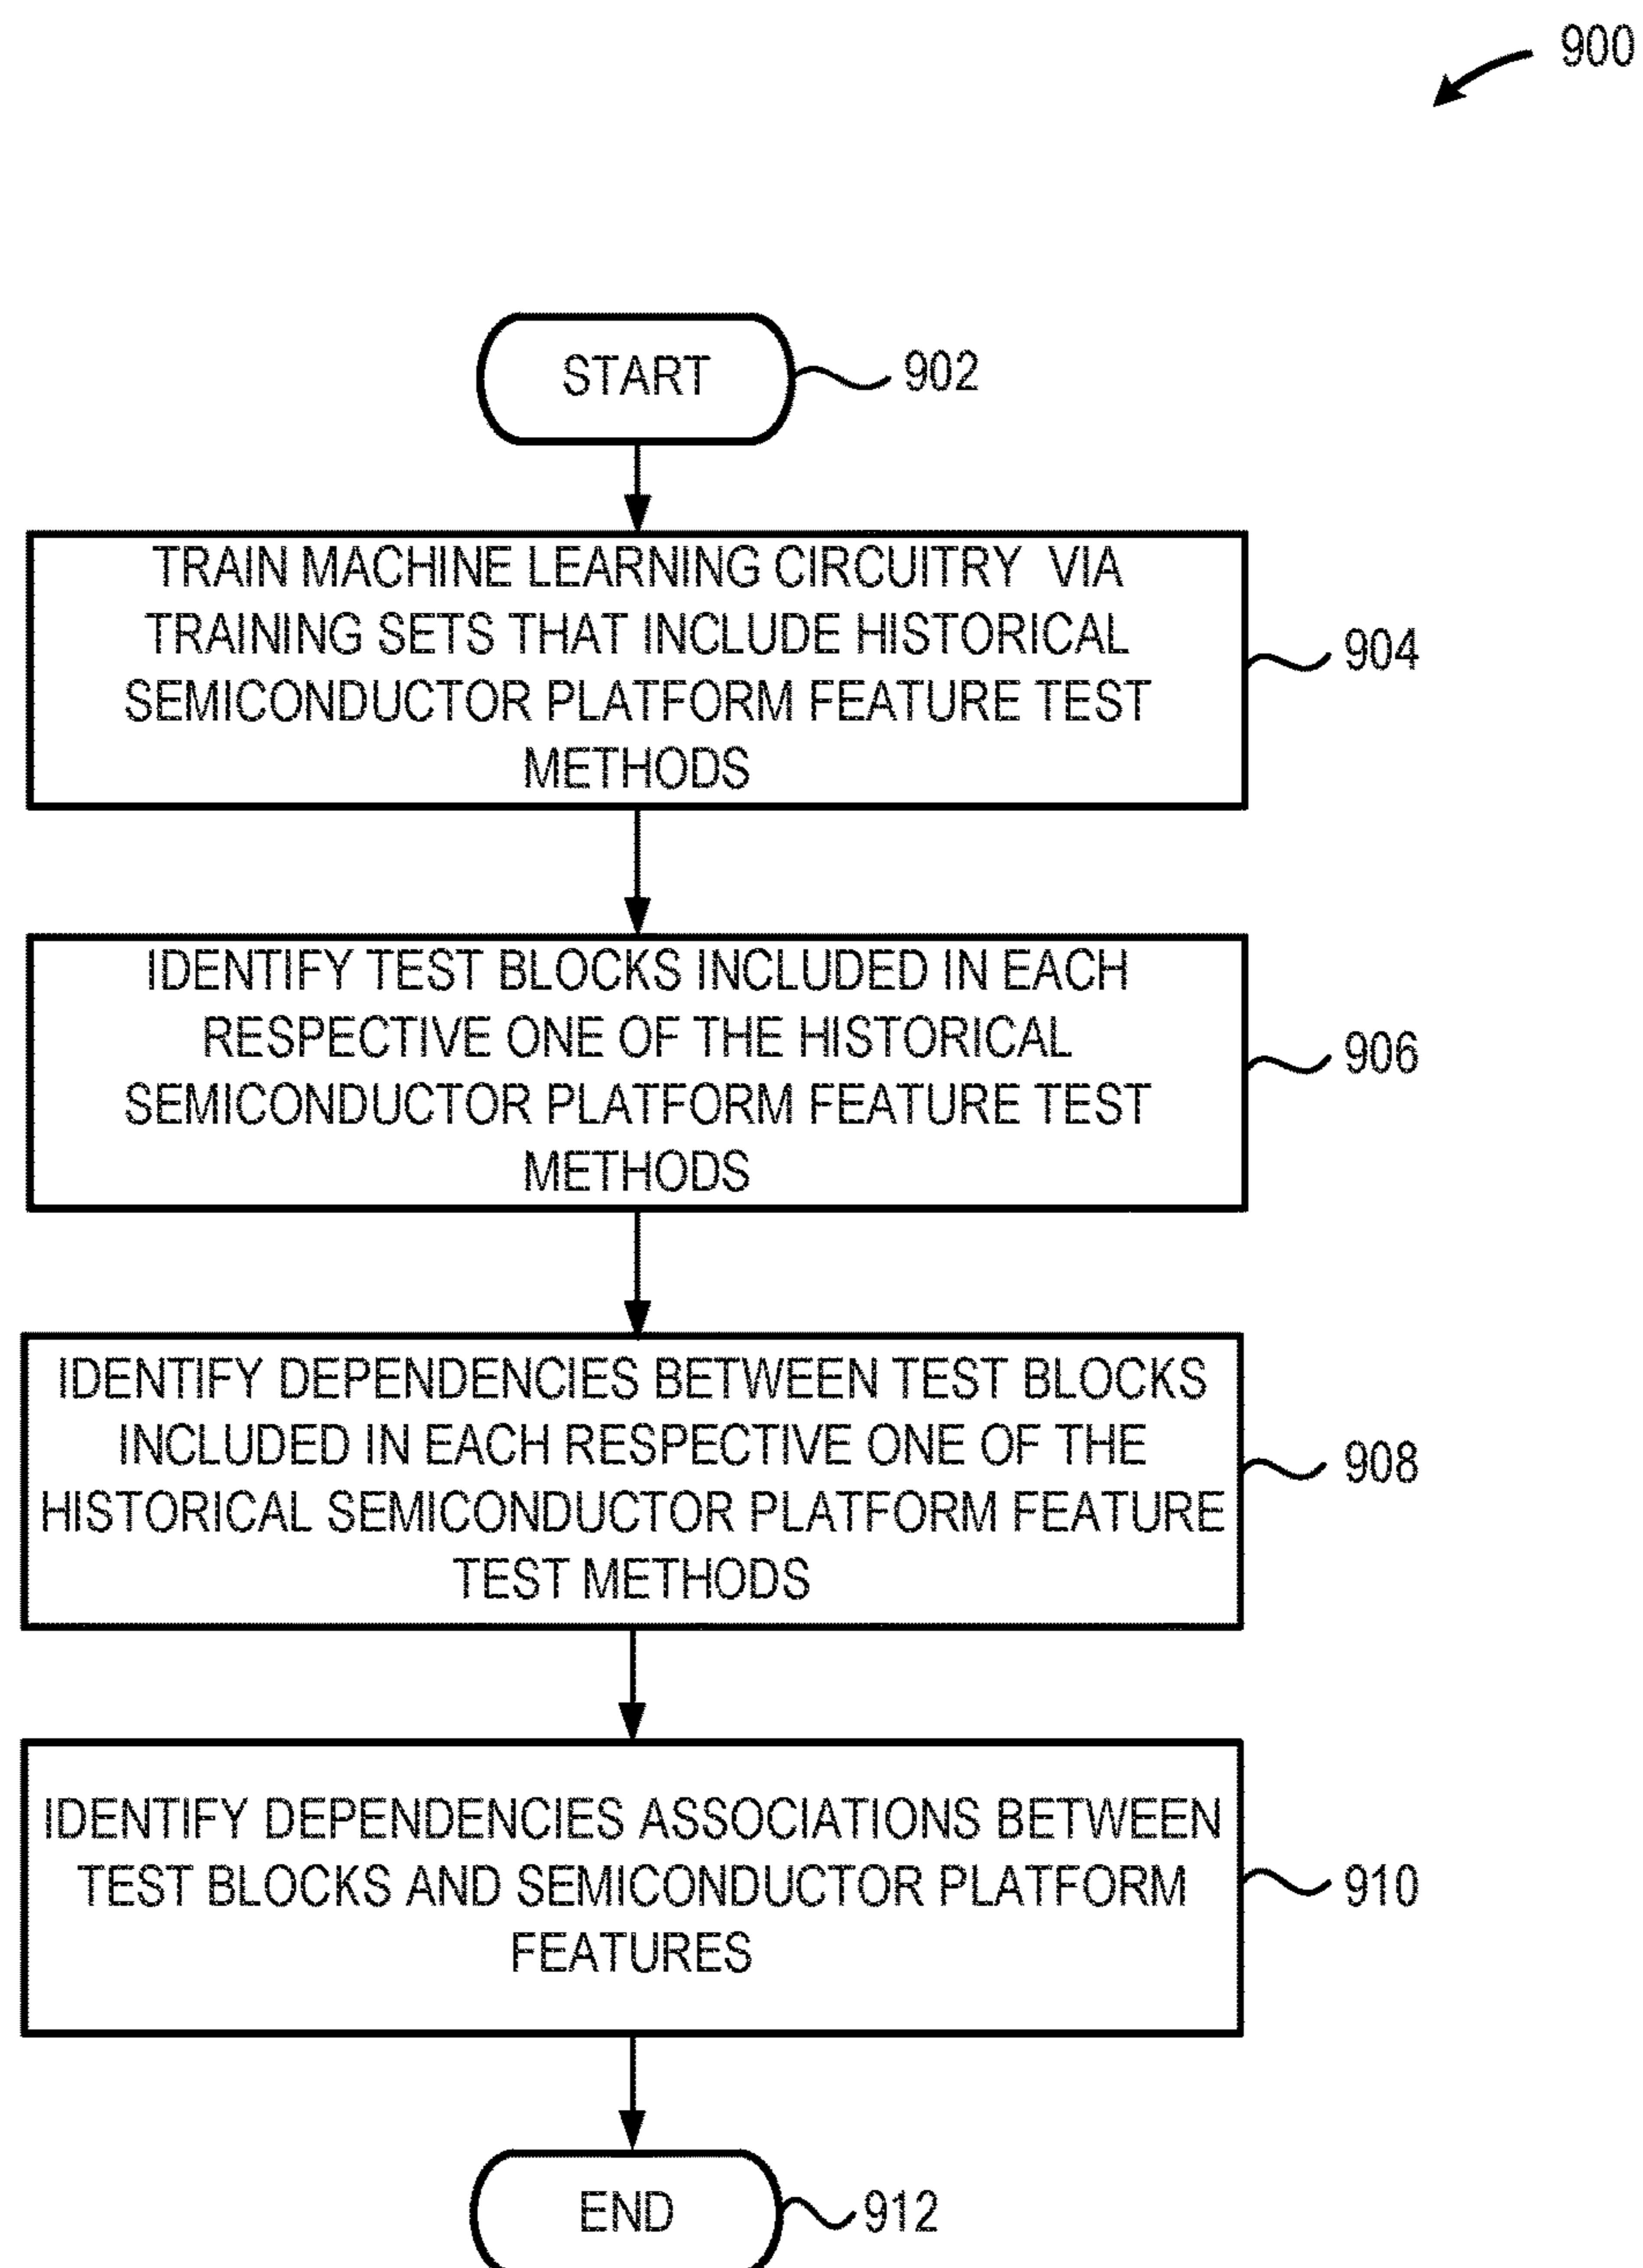 900
START
902
TRAIN MACHINE LEARNING CIRCUITRY VIA
TRAINING SETS THAT INCLUDE HISTORICAL
SEMICONDUCTOR PLATFORM FEATURE TEST
METHODS
904
IDENTIFY TEST BLOCKS INCLUDED IN EACH
RESPECTIVE ONE OF THE HISTORICAL
SEMICONDUCTOR PLATFORM FEATURE TEST
METHODS
906
IDENTIFY DEPENDENCIES BETWEEN TEST BLOCKS
INCLUDED IN EACH RESPECTIVE ONE OF THE
HISTORICAL SEMICONDUCTOR PLATFORM FEATURE
TEST METHODS
908
IDENTIFY DEPENDENCIES ASSOCIATIONS BETWEEN
TEST BLOCKS AND SEMICONDUCTOR PLATFORM
FEATURES
910
END
912